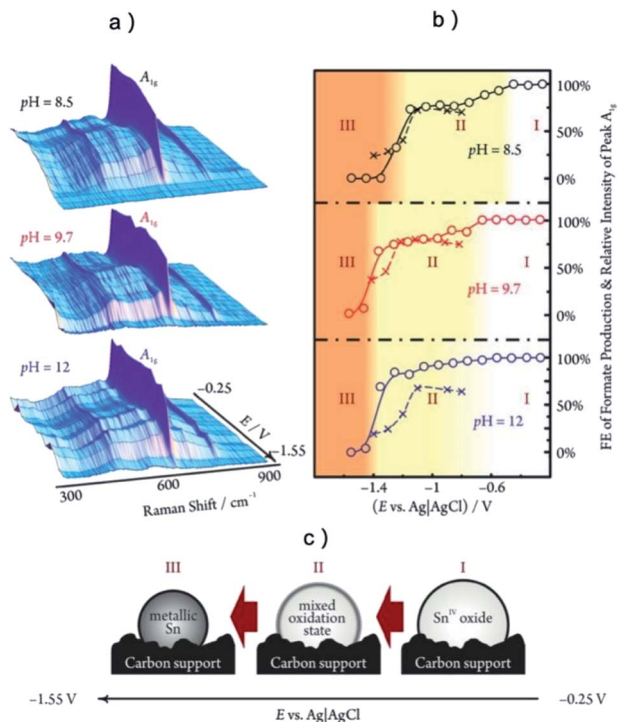 a )
b )
pH = 8.5
A1g
pH = 9.7
A1g
pH = 12
A1g
−0.25
E / V
−1.55
300
600
900
Raman Shift / cm−1
III
II
I
pH = 8.5
100%
50%
0%
III
II
I
pH = 9.7
100%
50%
0%
III
II
I
pH = 12
100%
50%
0%
FE of Formate Production & Relative Intensity of Peak A1g
−1.4
−1
−0.6
(E vs. Ag|AgCl) / V
c )
III
II
I
metallic
Sn
mixed
oxidation
state
SnIV oxide
Carbon support
Carbon support
Carbon support
−1.55 V
−0.25 V
E vs. Ag|AgCl